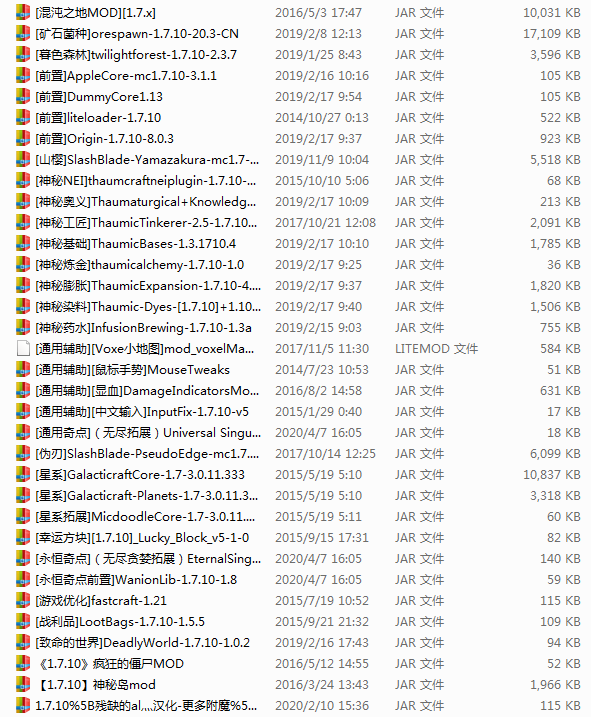 [混沌之地MOD][1.7.x] 2016/5/3 17:47 JAR 文件 10,031 KB
[矿石菌种]orespawn-1.7.10-20.3-CN 2019/2/8 12:13 JAR 文件 17,109 KB
[暮色森林]twilightforest-1.7.10-2.3.7 2019/1/25 8:43 JAR 文件 3,596 KB
[前置]AppleCore-mc1.7.10-3.1.1 2019/2/16 10:16 JAR 文件 105 KB
[前置]DummyCore1.13 2019/2/17 9:54 JAR 文件 105 KB
[前置]liteloader-1.7.10 2014/10/27 0:13 JAR 文件 522 KB
[前置]Origin-1.7.10-8.0.3 2019/2/17 9:37 JAR 文件 923 KB
[山樱]SlashBlade-Yamazakura-mc1.7-... 2019/11/9 10:04 JAR 文件 5,518 KB
[神秘NEI]thaumcraftneiplugin-1.7.10-... 2015/10/10 5:06 JAR 文件 68 KB
[神秘奥义]Thaumaturgical+Knowledg... 2019/2/17 10:09 JAR 文件 213 KB
[神秘工匠]ThaumicTinkerer-2.5-1.7.10... 2017/10/21 12:08 JAR 文件 2,091 KB
[神秘基础]ThaumicBases-1.3.1710.4 2019/2/17 10:10 JAR 文件 1,785 KB
[神秘炼金]thaumicalchemy-1.7.10-1.0 2019/2/17 9:25 JAR 文件 36 KB
[神秘膨胀]ThaumicExpansion-1.7.10-4.... 2019/2/17 9:37 JAR 文件 1,820 KB
[神秘染料]Thaumic-Dyes-[1.7.10]+1.10... 2019/2/17 9:40 JAR 文件 1,506 KB
[神秘药水]InfusionBrewing-1.7.10-1.3a 2019/2/15 9:03 JAR 文件 755 KB
[通用辅助][Voxe小地图]mod_voxelMa... 2017/11/5 11:30 LITEMOD 文件 584 KB
[通用辅助][鼠标手势]MouseTweaks 2014/7/23 10:53 JAR 文件 51 KB
[通用辅助][显血]DamageIndicatorsMo... 2016/8/2 14:58 JAR 文件 631 KB
[通用辅助][中文输入]InputFix-1.7.10-v5 2015/1/29 0:40 JAR 文件 17 KB
[通用奇点]（无尽拓展）Universal Singu... 2020/4/7 16:05 JAR 文件 18 KB
[伪刃]SlashBlade-PseudoEdge-mc1.7.... 2017/10/14 12:25 JAR 文件 6,099 KB
[星系]GalacticraftCore-1.7-3.0.11.333 2015/5/19 5:10 JAR 文件 10,837 KB
[星系]Galacticraft-Planets-1.7-3.0.11.3... 2015/5/19 5:10 JAR 文件 3,318 KB
[星系拓展]MicdoodleCore-1.7-3.0.11.... 2015/5/19 5:11 JAR 文件 60 KB
[幸运方块][1.7.10]_Lucky_Block_v5-1-0 2015/9/15 17:31 JAR 文件 82 KB
[永恒奇点]（无尽贪婪拓展）EternalSing... 2020/4/7 16:05 JAR 文件 140 KB
[永恒奇点前置]WanionLib-1.7.10-1.8 2020/4/7 16:05 JAR 文件 59 KB
[游戏优化]fastcraft-1.21 2015/7/19 10:52 JAR 文件 115 KB
[战利品]LootBags-1.7.10-1.5.5 2015/9/21 21:32 JAR 文件 109 KB
[致命的世界]DeadlyWorld-1.7.10-1.0.2 2019/2/16 17:43 JAR 文件 94 KB
《1.7.10》疯狂的僵尸MOD 2016/5/12 14:55 JAR 文件 52 KB
【1.7.10】神秘岛mod 2016/3/24 13:43 JAR 文件 1,966 KB
1.7.10%5B残缺的al灬汉化-更多附魔%5... 2020/2/10 15:36 JAR 文件 115 KB